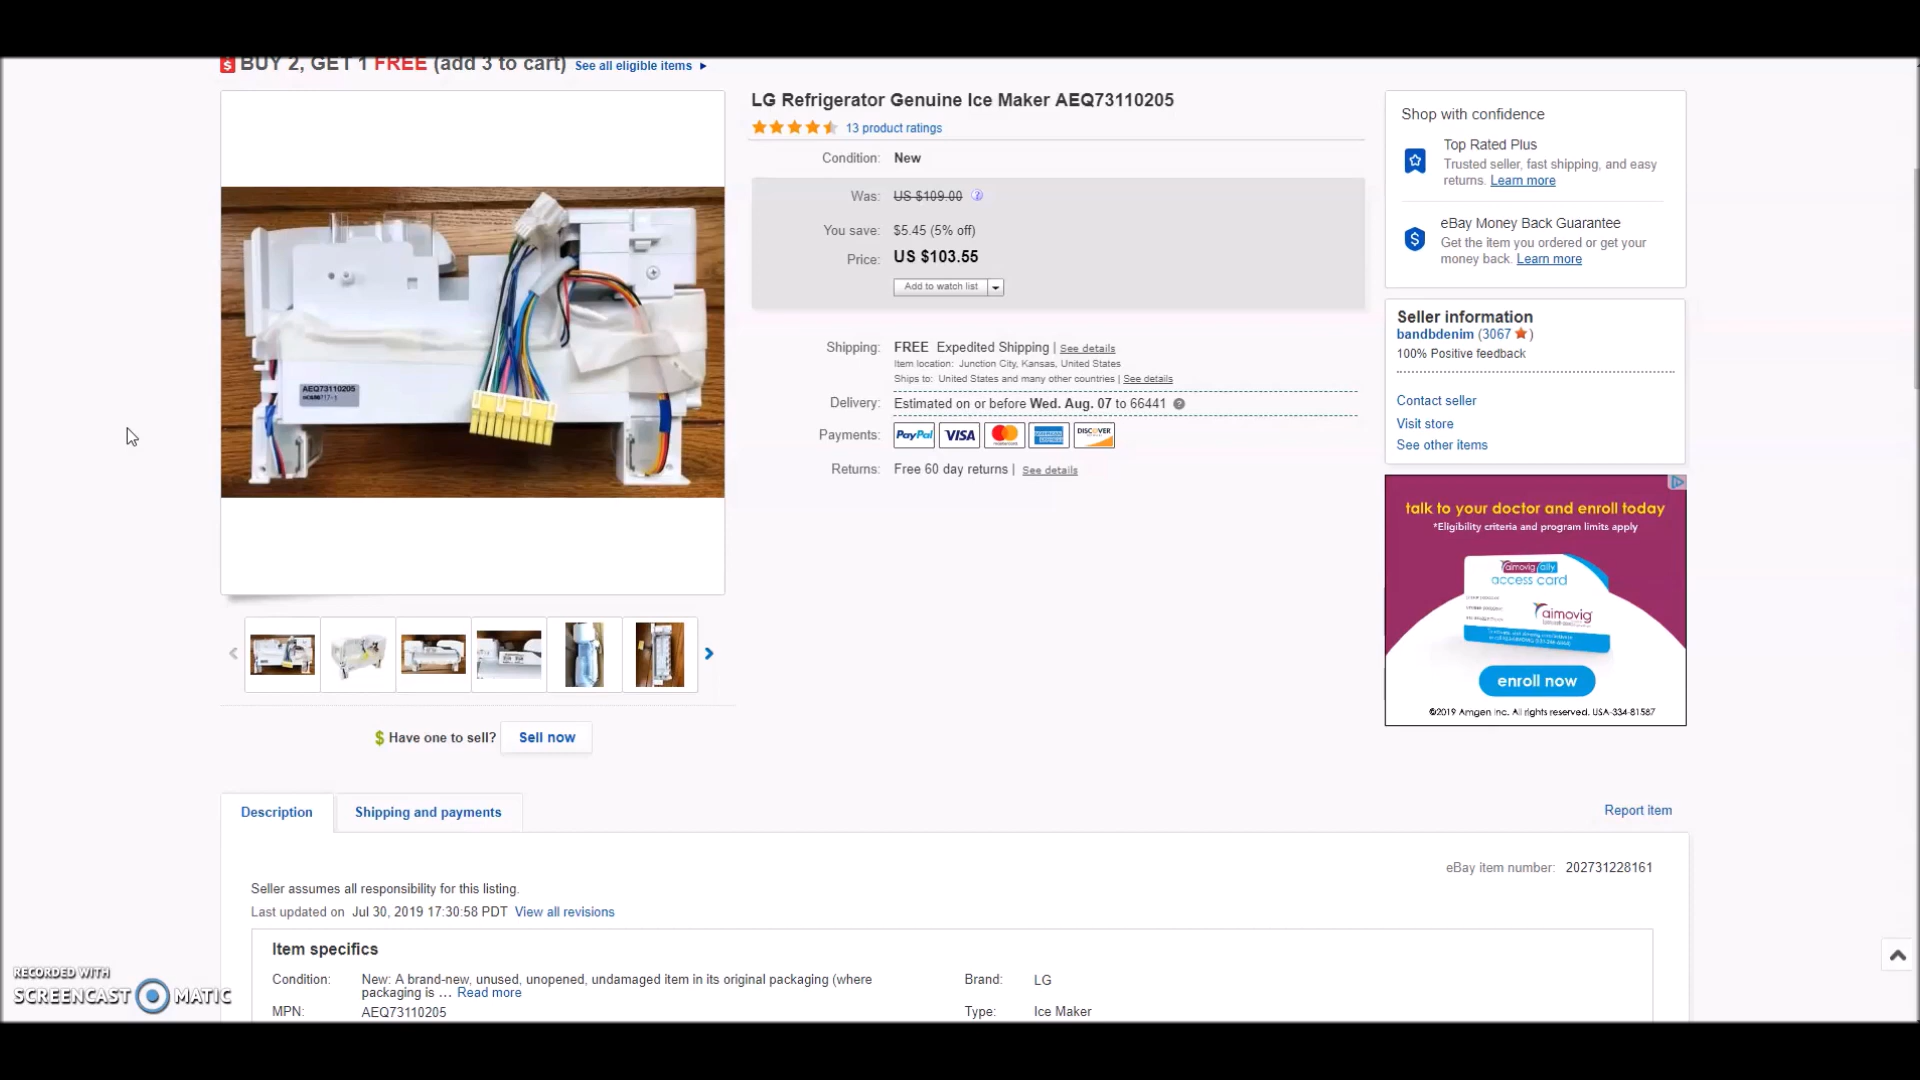 BUY 2, GET 1 FREE (add 3 to cart) See all eligible items
LG Refrigerator Genuine Ice Maker AEQ73110205
13 product ratings
Condition: New
Was: US $109.00
You save: $5.45 (5% off)
Price: US $103.55
Add to watch list
Shipping: FREE Expedited Shipping | See details
Item location: Junction City, Kansas, United States
Ships to: United States and many other countries | See details
Delivery: Estimated on or before Wed. Aug. 07 to 66441
Payments: PayPal VISA MasterCard AMERICAN EXPRESS DISCOVER
Returns: Free 60 day returns | See details
AEQ73110205
Shop with confidence
Top Rated Plus
Trusted seller, fast shipping, and easy
returns. Learn more
eBay Money Back Guarantee
Get the item you ordered or get your
money back. Learn more
Seller information
bandbdenim (3067)
100% Positive feedback
Contact seller
Visit store
See other items
talk to your doctor and enroll today
*Eligibility criteria and program limits apply
aimovig ally
access card
aimovig
enroll now
©2019 Amgen Inc. All rights reserved. USA-334-81587
$ Have one to sell? Sell now
Description
Shipping and payments
Report item
eBay item number: 202731228161
Seller assumes all responsibility for this listing.
Last updated on Jul 30, 2019 17:30:58 PDT View all revisions
Item specifics
Condition: New: A brand-new, unused, unopened, undamaged item in its original packaging (where
packaging is ... Read more
Brand: LG
MPN: AEQ73110205
Type: Ice Maker
RECORDED WITH
SCREENCAST MATIC